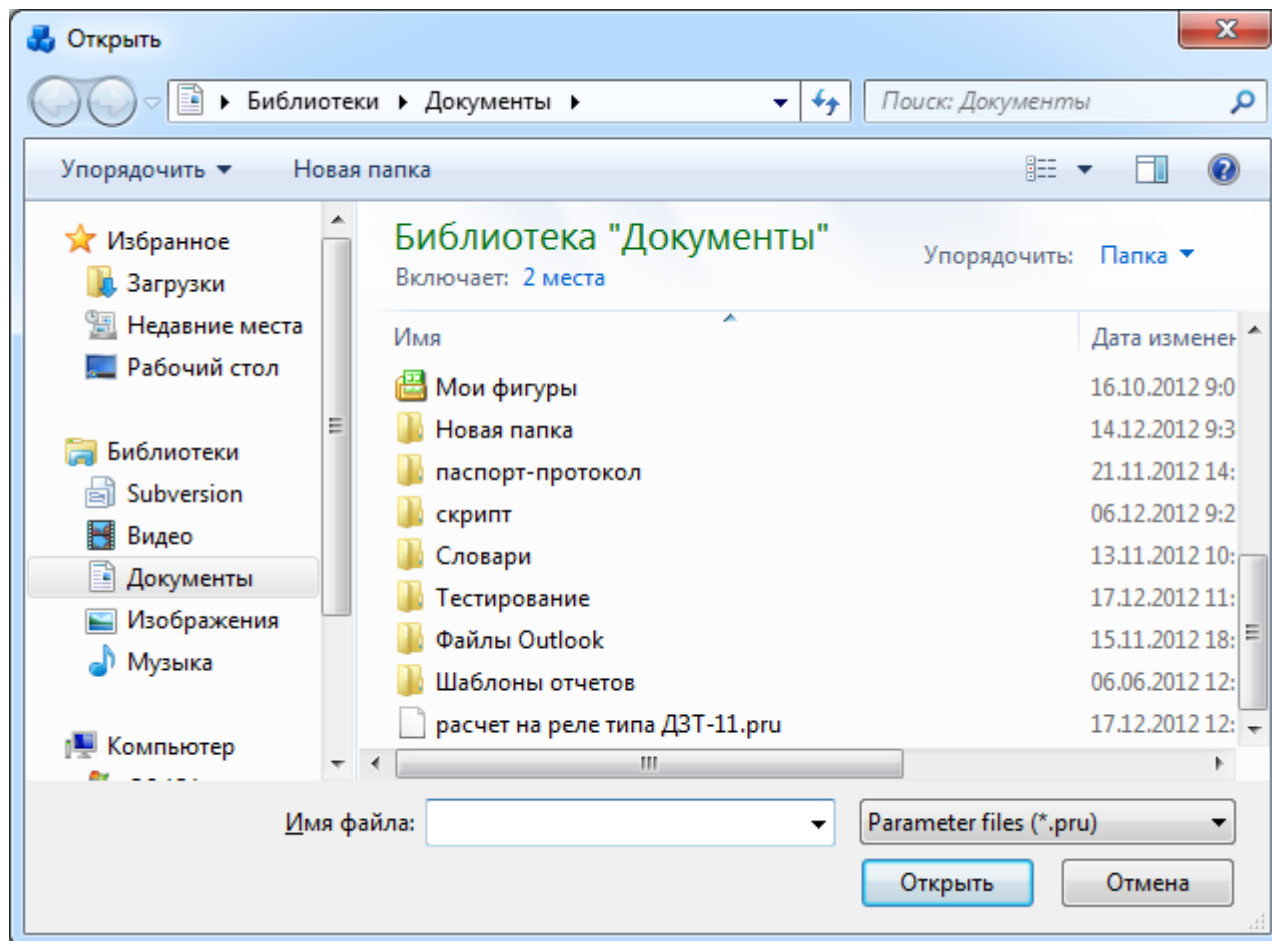 Открыть
Библиотеки Документы
Поиск: Документы
Упорядочить Новая папка
Избранное
Загрузки
Недавние места
Рабочий стол
Библиотеки
Subversion
Видео
Документы
Изображения
Музыка
Компьютер
Библиотека "Документы"
Включает: 2 места
Упорядочить: Папка
Имя Дата изменен
Мои фигуры 16.10.2012 9:0
Новая папка 14.12.2012 9:3
паспорт-протокол 21.11.2012 14:
скрипт 06.12.2012 9:2
Словари 13.11.2012 10:
Тестирование 17.12.2012 11:
Файлы Outlook 15.11.2012 18:
Шаблоны отчетов 06.06.2012 12:
расчет на реле типа ДЗТ-11.pru 17.12.2012 12:
Имя файла: Parameter files (*.pru)
Открыть Отмена